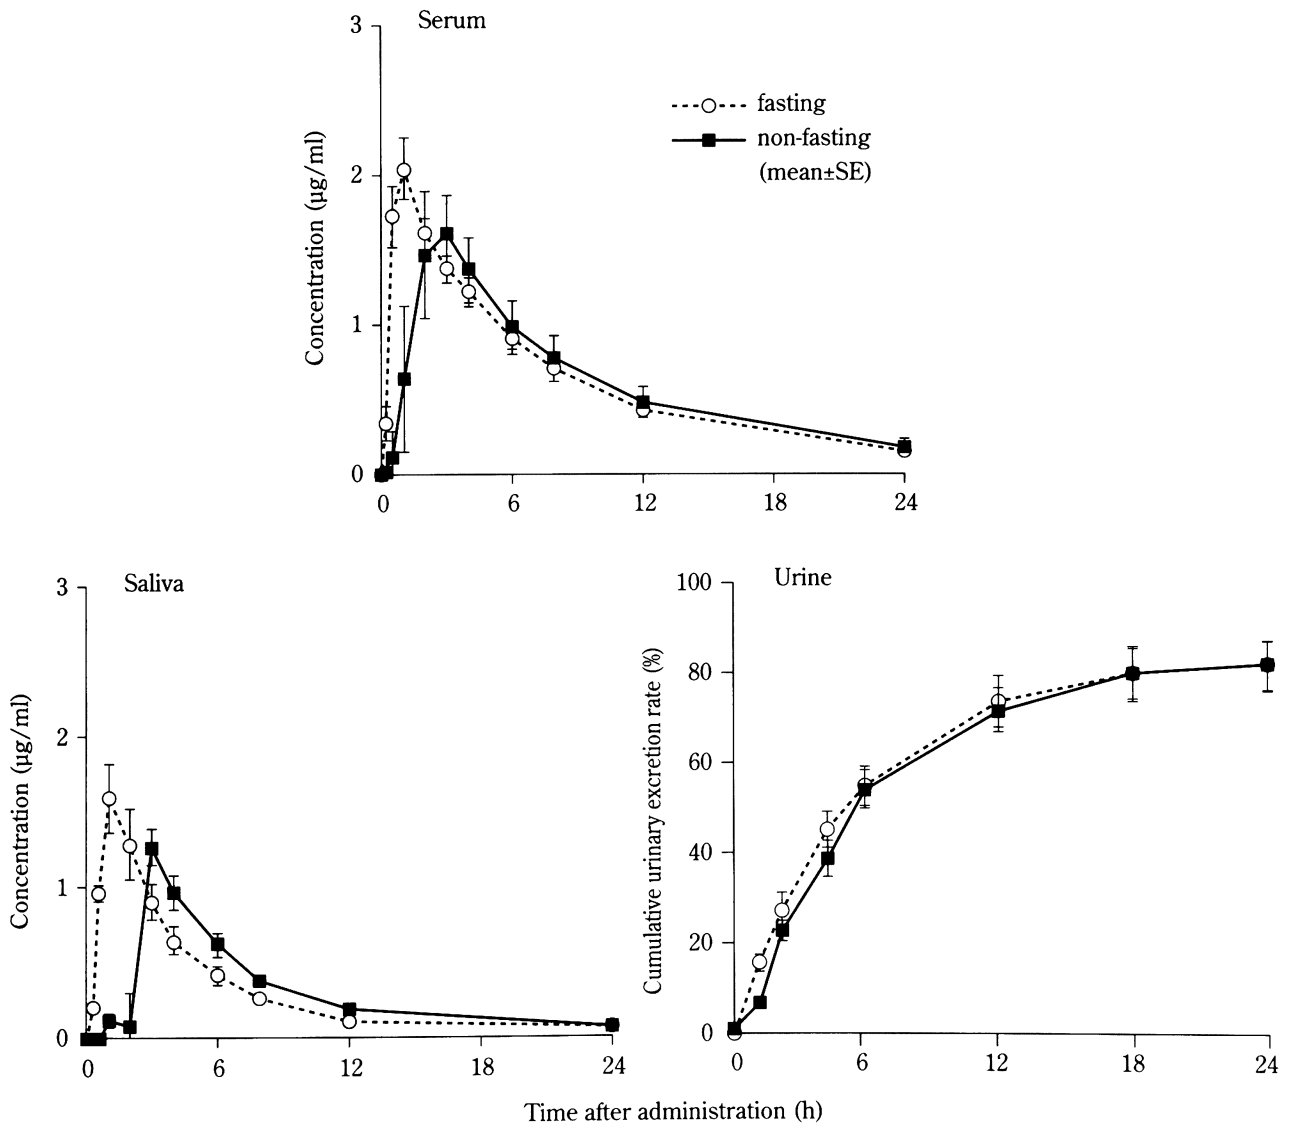 Serum
fasting
non-fasting
(mean±SE)
Concentration (μg/ml)
3
2
1
0
0 6 12 18 24
Saliva
Concentration (μg/ml)
3
2
1
0
0 6 12 18 24
Urine
Cumulative urinary excretion rate (%)
100
80
60
40
20
0
0 6 12 18 24
Time after administration (h)